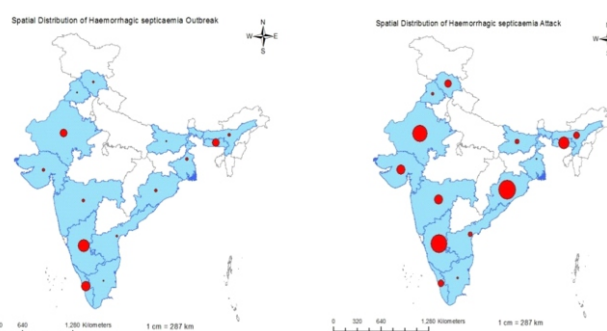 Spatial Distribution of Haemorrhagic septicaemia Outbreak
N
W E
S
0 640 1,280 Kilometers 1 cm = 287 km
Spatial Distribution of Haemorrhagic septicaemia Attack
N
W
S
0 320 640 1,280 Kilometers 1 cm = 287 km